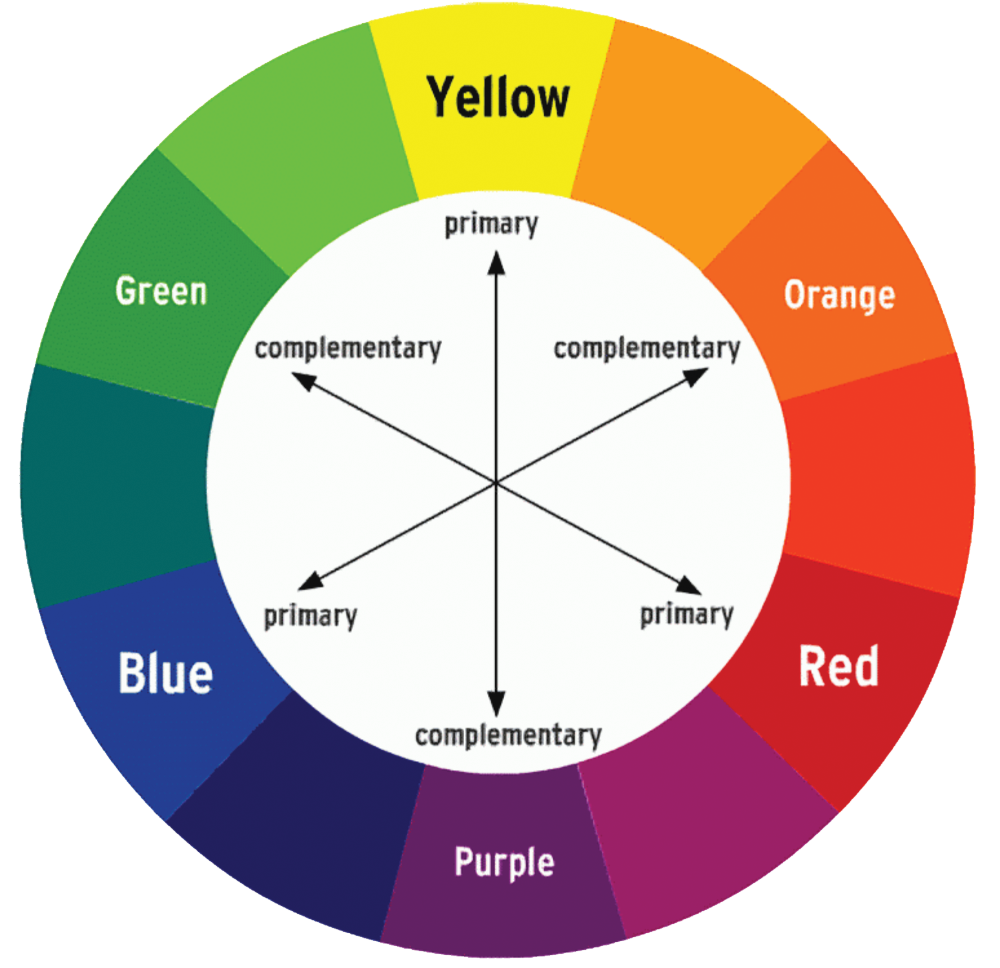 Yellow
primary
Green
Orange
complementary
complementary
primary
primary
Blue
Red
complementary
Purple